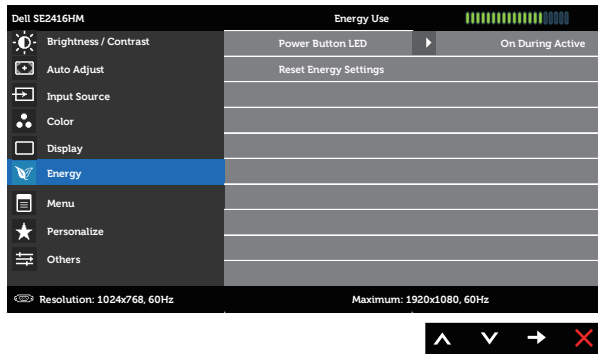 Dell SE2416HM
Energy Use
Brightness / Contrast
Power Button LED
On During Active
Auto Adjust
Reset Energy Settings
Input Source
Color
Display
Energy
Menu
Personalize
Others
Resolution: 1024x768, 60Hz
Maximum: 1920x1080, 60Hz